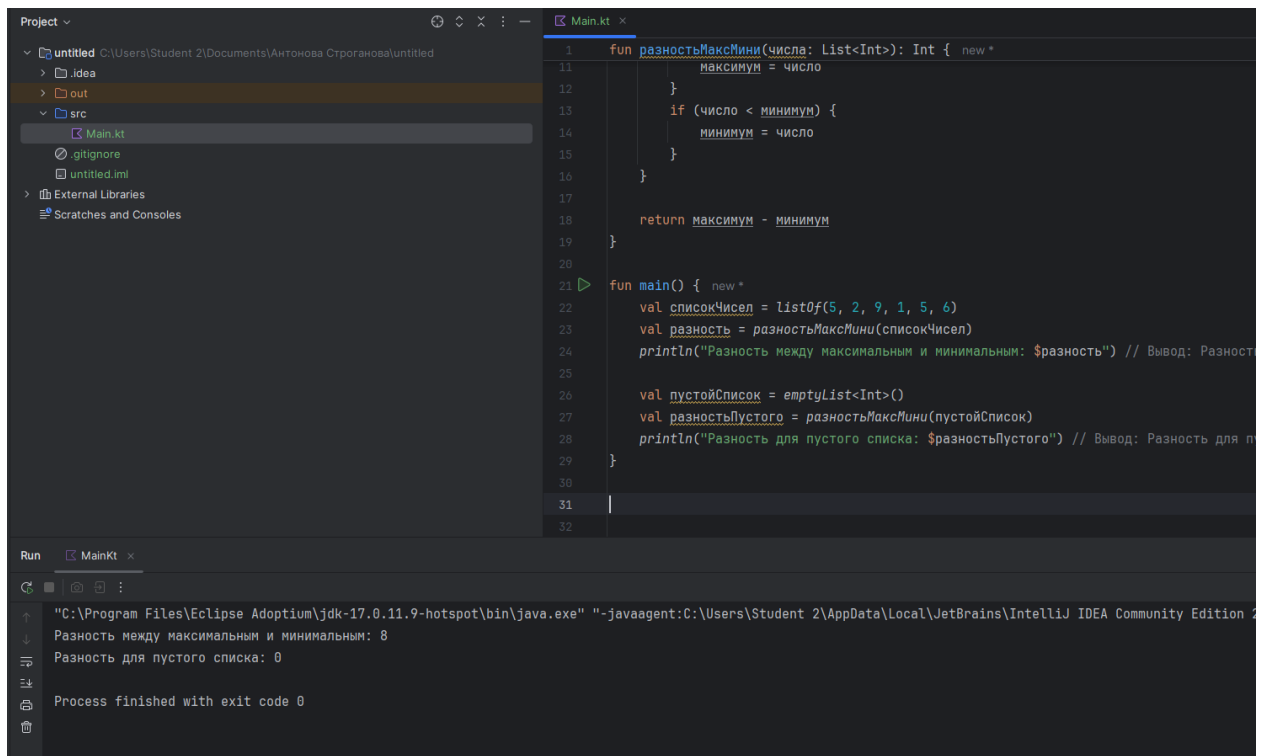 Project
Main.kt
untitled C:\Users\Student 2\Documents\Антонова Строганова\untitled
.idea
out
src
Main.kt
.gitignore
untitled.iml
External Libraries
Scratches and Consoles
1 fun разностьМаксМини(числа: List<Int>): Int { new *
11 максимум = число
12 }
13 if (число < минимум) {
14 минимум = число
15 }
16 }
17
18 return максимум - минимум
19 }
20
21 fun main() { new *
22 val списокЧисел = listOf(5, 2, 9, 1, 5, 6)
23 val разность = разностьМаксМини(списокЧисел)
24 println("Разность между максимальным и минимальным: $разность") // Вывод: Разность
25
26 val пустойСписок = emptyList<Int>()
27 val разностьПустого = разностьМаксМини(пустойСписок)
28 println("Разность для пустого списка: $разностьПустого") // Вывод: Разность для
29 }
30
31
32
Run MainKt
"C:\Program Files\Eclipse Adoptium\jdk-17.0.11.9-hotspot\bin\java.exe" "-javaagent:C:\Users\Student 2\AppData\Local\JetBrains\IntelliJ IDEA Community Edition 2
Разность между максимальным и минимальным: 8
Разность для пустого списка: 0
Process finished with exit code 0